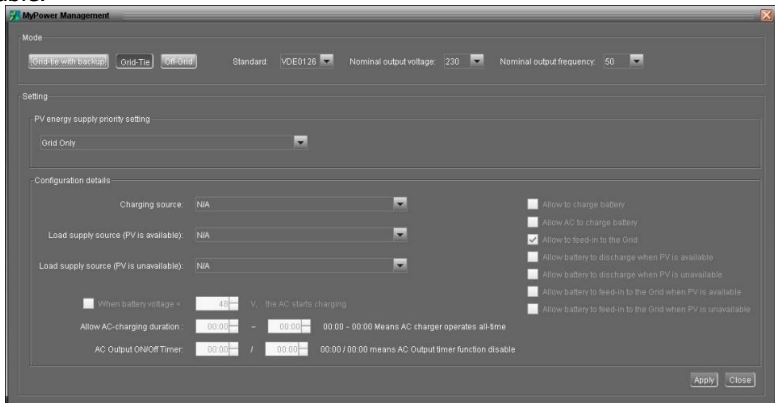 MyPower Management
Mode
Grid-tie with backup Grid-Tie Off-Grid Standard: VDE0126 Nominal output voltage: 230 Nominal output frequency: 50
Setting
PV energy supply priority setting
Grid Only
Configuration details
Charging source: N/A
Load supply source (PV is available): N/A
Load supply source (PV is unavailable): N/A
Allow to charge battery
Allow AC to charge battery
Allow to feed-in to the Grid
Allow battery to discharge when PV is available
Allow battery to discharge when PV is unavailable
Allow battery to feed-in to the Grid when PV is available
Allow battery to feed-in to the Grid when PV is unavailable
When battery voltage < 48 V, the AC starts charging
Allow AC-charging duration : 00:00 ~ 00:00 00:00 ~ 00:00 Means AC charger operates all-time
AC Output ON/Off Timer: 00:00 / 00:00 00:00 / 00:00 means AC Output timer function disable
Apply Close